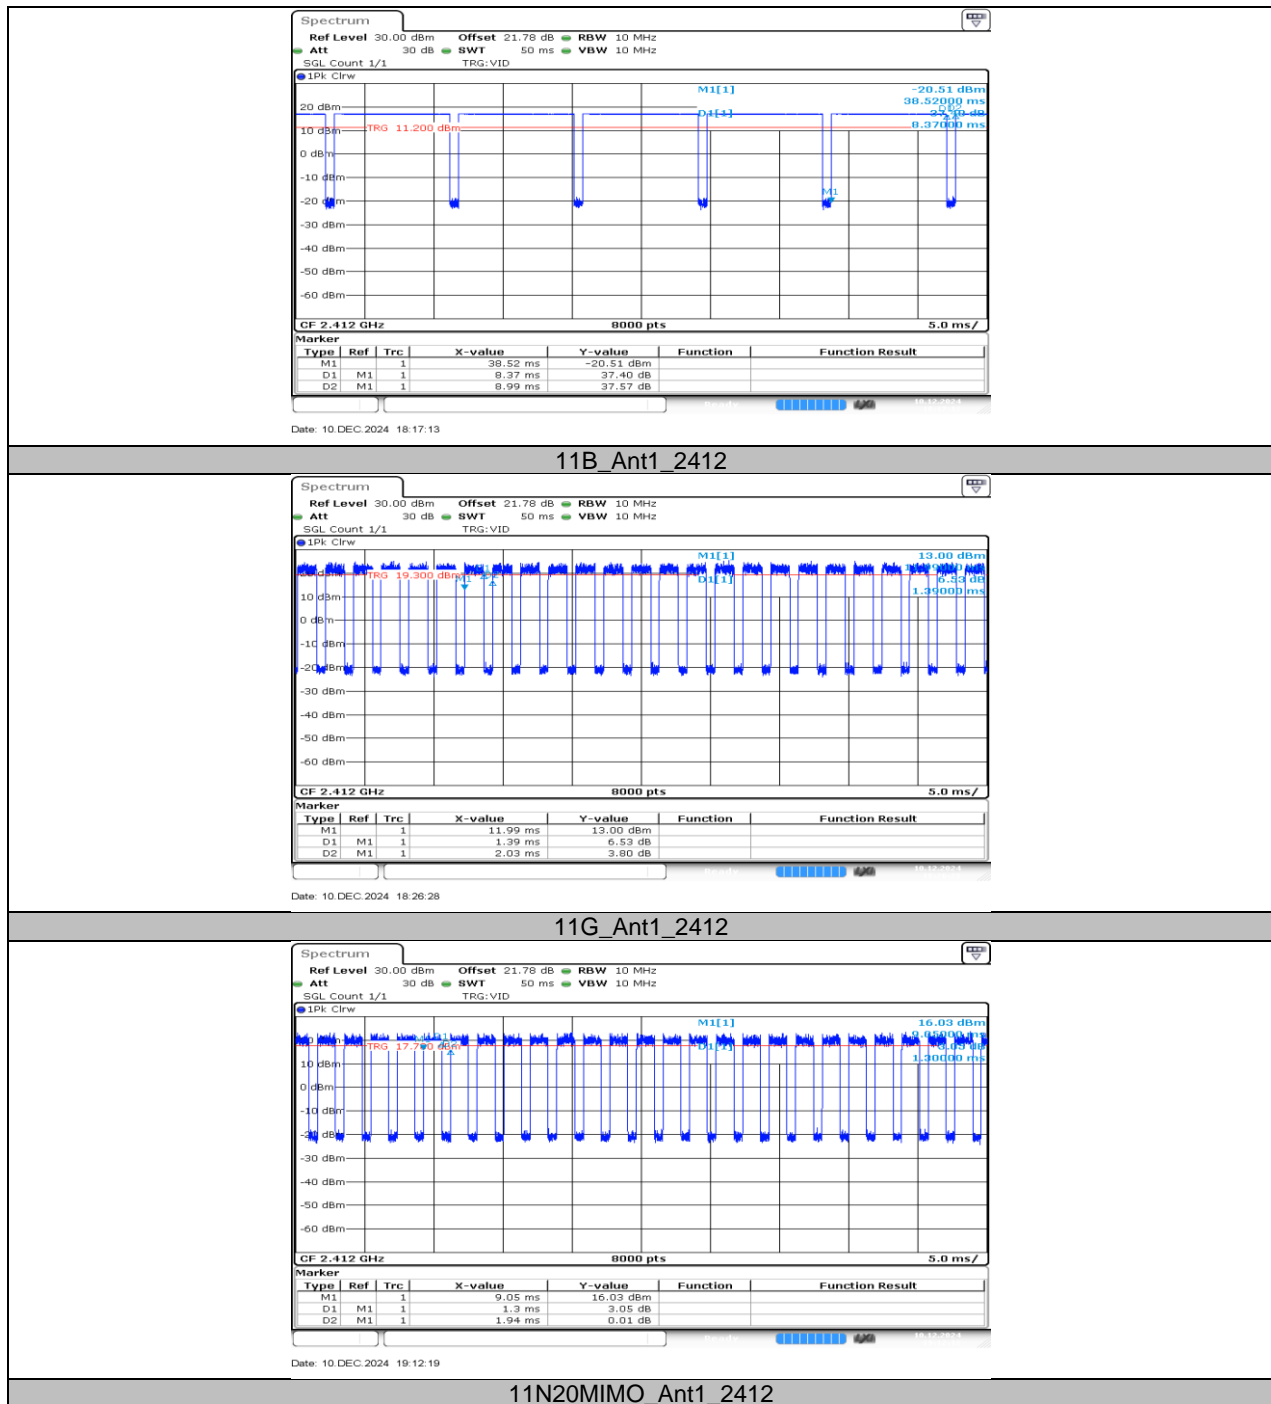 Spectrum
Ref Level 30.00 dBm Offset 21.78 dB RBW 10 MHz
Att 30 dB SWT 50 ms VBW 10 MHz
SGL Count 1/1 TRG:VID
1Pk Clrw
M1[1] -20.51 dBm
38.52000 ms
20 dBm
D1[1]
10 dBm TRG 11.200 dBm 8.37000 ms
0 dBm
-10 dBm
M1
-20 dBm
-30 dBm
-40 dBm
-50 dBm
-60 dBm
CF 2.412 GHz 8000 pts 5.0 ms/
Marker
Type Ref Trc X-value Y-value Function Function Result
M1 1 38.52 ms -20.51 dBm
D1 M1 1 8.37 ms 37.40 dB
D2 M1 1 8.99 ms 37.57 dB
Date: 10.DEC.2024 18:17:13
11B_Ant1_2412
Spectrum
Ref Level 30.00 dBm Offset 21.78 dB RBW 10 MHz
Att 30 dB SWT 50 ms VBW 10 MHz
SGL Count 1/1 TRG:VID
1Pk Clrw
M1[1] 13.00 dBm
TRG 19.300 dBm
M1 D1[1] 6.53 dB
10 dBm 1.39000 ms
0 dBm
-10 dBm
-20 dBm
-30 dBm
-40 dBm
-50 dBm
-60 dBm
CF 2.412 GHz 8000 pts 5.0 ms/
Marker
Type Ref Trc X-value Y-value Function Function Result
M1 1 11.99 ms 13.00 dBm
D1 M1 1 1.39 ms 6.53 dB
D2 M1 1 2.03 ms 3.80 dB
Date: 10.DEC.2024 18:26:28
11G_Ant1_2412
Spectrum
Ref Level 30.00 dBm Offset 21.78 dB RBW 10 MHz
Att 30 dB SWT 50 ms VBW 10 MHz
SGL Count 1/1 TRG:VID
1Pk Clrw
M1[1] 16.03 dBm
9.05000 ms
D1[1] 3.05 dB
10 dBm 1.30000 ms
0 dBm
-10 dBm
-30 dBm
-40 dBm
-50 dBm
-60 dBm
CF 2.412 GHz 8000 pts 5.0 ms/
Marker
Type Ref Trc X-value Y-value Function Function Result
M1 1 9.05 ms 16.03 dBm
D1 M1 1 1.3 ms 3.05 dB
D2 M1 1 1.94 ms 0.01 dB
Date: 10.DEC.2024 19:12:19
11N20MIMO_Ant1_2412